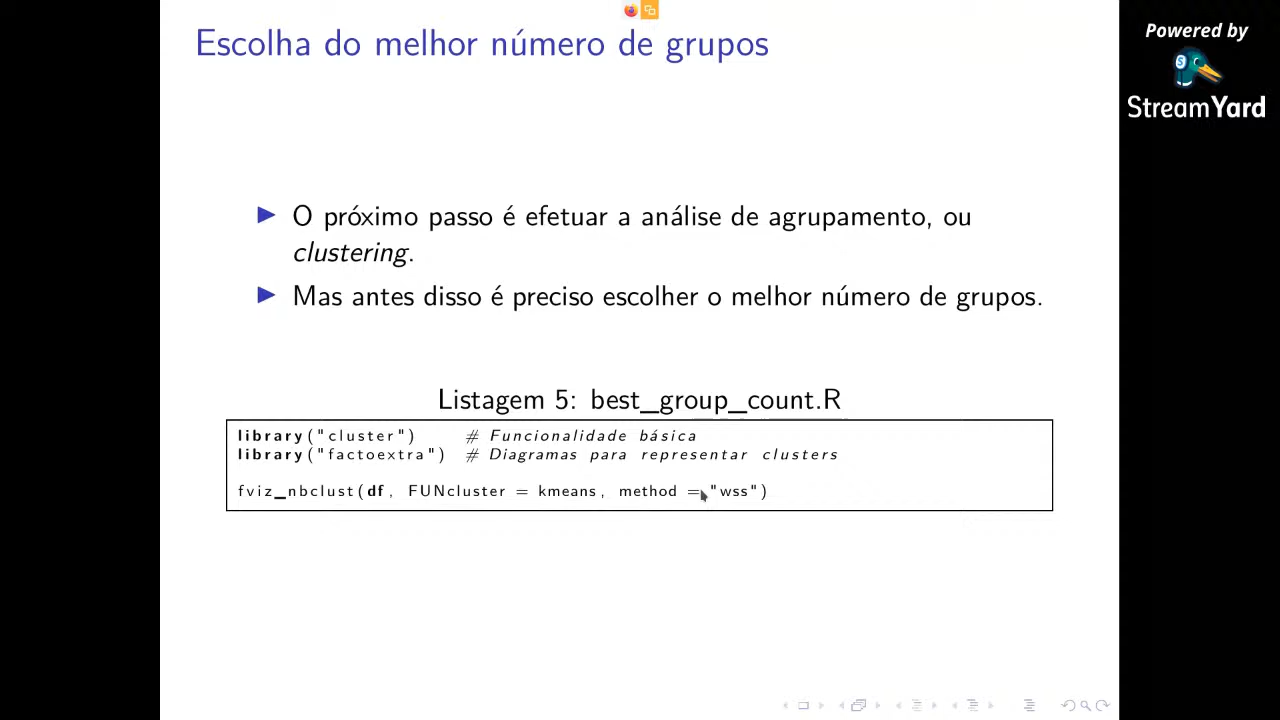 Escolha do melhor número de grupos
Powered by
StreamYard
O próximo passo é efetuar a análise de agrupamento, ou
clustering.
Mas antes disso é preciso escolher o melhor número de grupos.
Listagem 5: best_group_count.R
library("cluster") # Funcionalidade básica
library("factoextra") # Diagramas para representar clusters
fviz_nbclust(df, FUNcluster = kmeans, method = "wss")